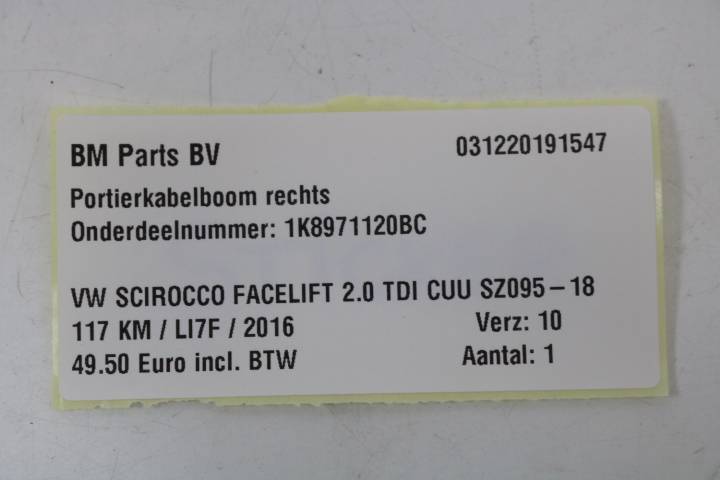 BM Parts BV 031220191547
Portierkabelboom rechts
Onderdeelnummer: 1K8971120BC
VW SCIROCCO FACELIFT 2.0 TDI CUU SZ095-18
117 KM / LI7F / 2016 Verz: 10
49.50 Euro incl. BTW Aantal: 1